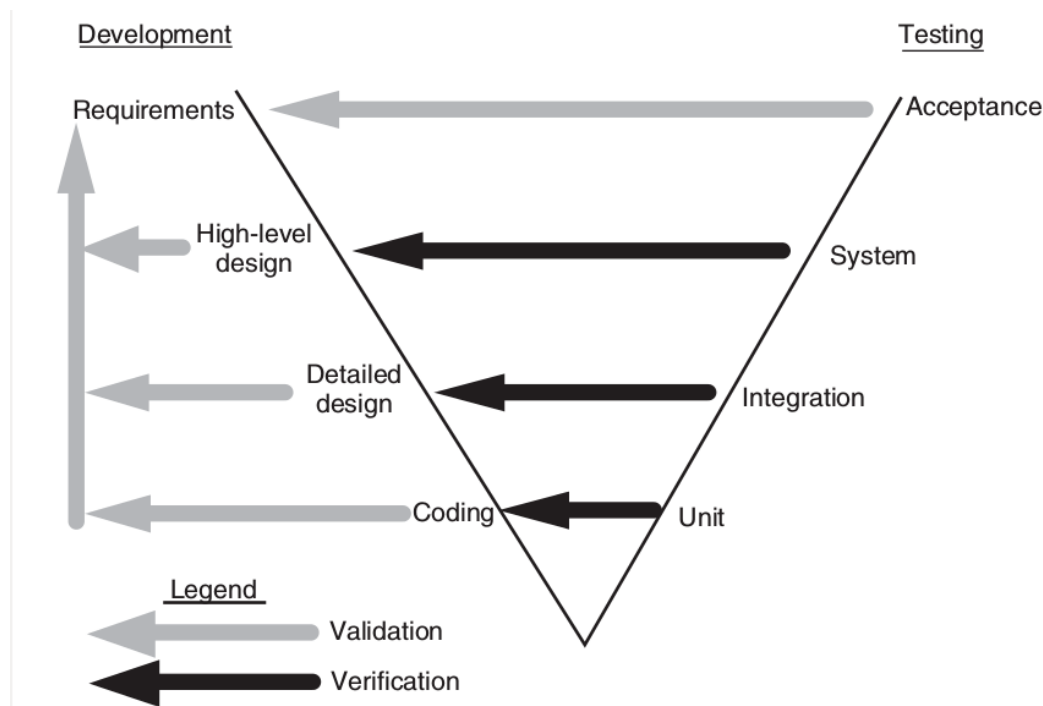 Development
Testing
Requirements
Acceptance
High-level
design
System
Detailed
design
Integration
Coding
Unit
Legend
Validation
Verification